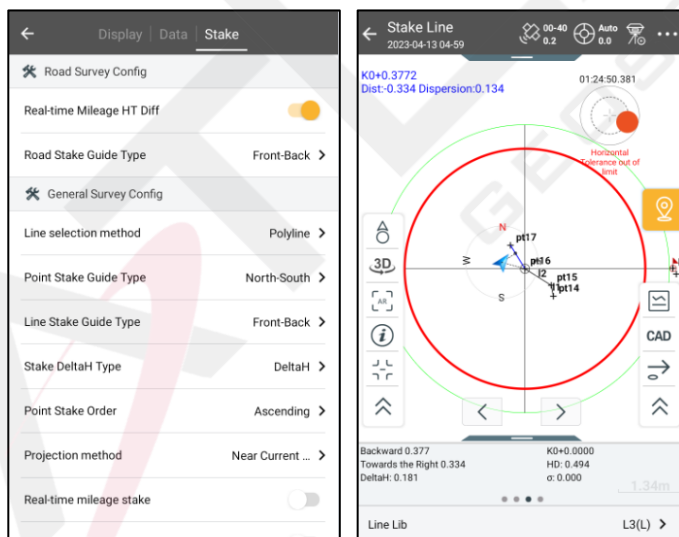 Display | Data | Stake
Road Survey Config
Real-time Mileage HT Diff
Road Stake Guide Type Front-Back
General Survey Config
Line selection method Polyline
Point Stake Guide Type North-South
Line Stake Guide Type Front-Back
Stake DeltaH Type DeltaH
Point Stake Order Ascending
Projection method Near Current ...
Real-time mileage stake
Stake Line
2023-04-13 04-59
00-40
0.2
Auto
0.0
K0+0.3772
Dist:-0.334 Dispersion:0.134
01:24:50.381
Horizontal
Tolerance out of
limit
N
pt17
W
pt16
l2
pt15
pt14
S
3D
AR
i
CAD
Backward 0.377 K0+0.0000
Towards the Right 0.334 HD: 0.494
DeltaH: 0.181 σ: 0.000
1.34m
Line Lib L3(L)